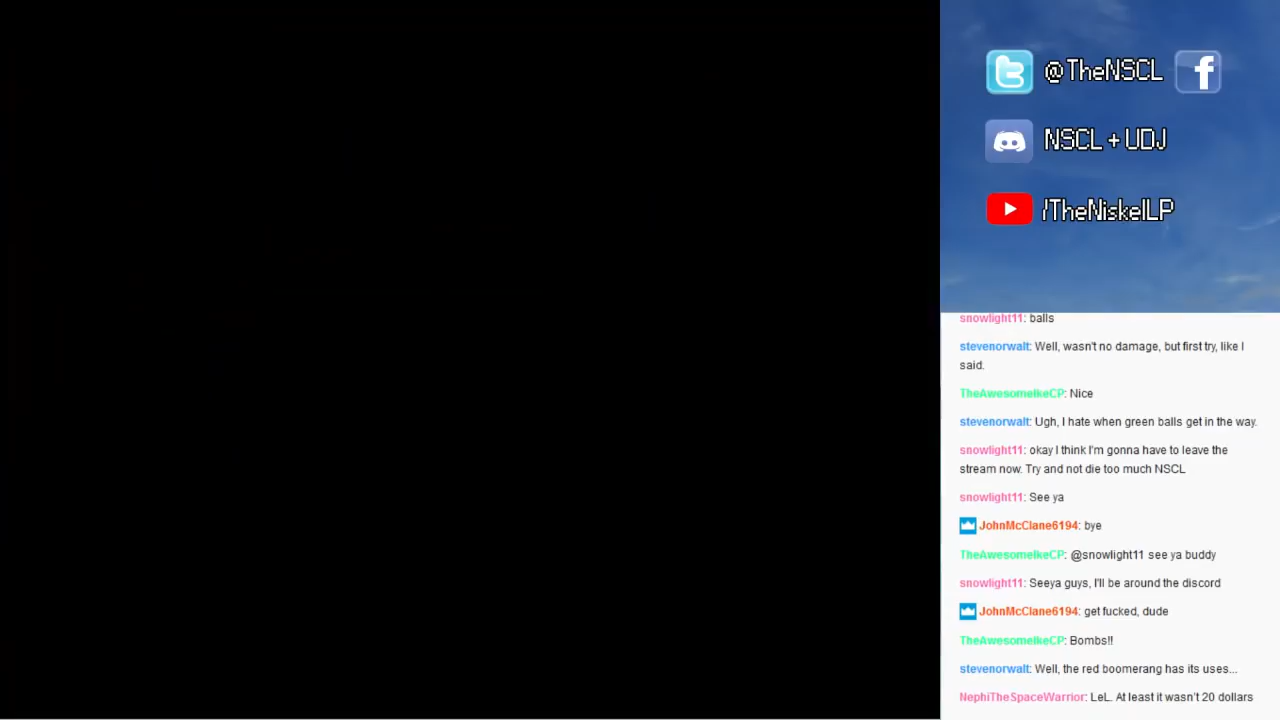 @TheNSCL
NSCL + UDJ
/TheNiskelLP
snowlight11: balls
stevenorwalt: Well, wasn't no damage, but first try, like I
said.
TheAwesomeIkeCP: Nice
stevenorwalt: Ugh, I hate when green balls get in the way.
snowlight11: okay I think I'm gonna have to leave the
stream now. Try and not die too much NSCL
snowlight11: See ya
JohnMcClane6194: bye
TheAwesomeIkeCP: @snowlight11 see ya buddy
snowlight11: Seeya guys, I'll be around the discord
JohnMcClane6194: get fucked, dude
TheAwesomeIkeCP: Bombs!!
stevenorwalt: Well, the red boomerang has its uses...
NephiTheSpaceWarrior: LeL. At least it wasn't 20 dollars